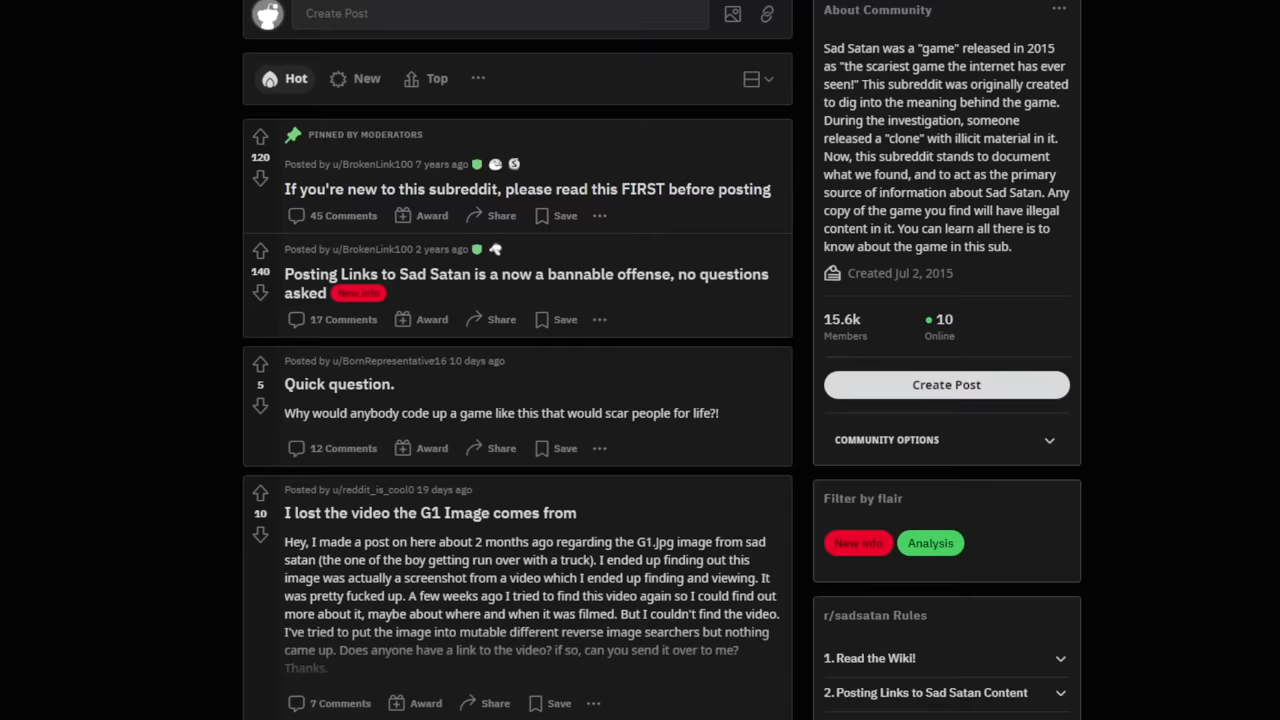 Create Post
Hot
New
Top
PINNED BY MODERATORS
120
Posted by u/BrokenLink100 7 years ago
If you're new to this subreddit, please read this FIRST before posting
45 Comments Award Share Save
140
Posted by u/BrokenLink100 2 years ago
Posting Links to Sad Satan is a now a bannable offense, no questions
asked New info
17 Comments Award Share Save
5
Posted by u/BornRepresentative16 10 days ago
Quick question.
Why would anybody code up a game like this that would scar people for life?!
12 Comments Award Share Save
10
Posted by u/reddit_is_cool0 19 days ago
I lost the video the G1 Image comes from
Hey, I made a post on here about 2 months ago regarding the G1.jpg image from sad
satan (the one of the boy getting run over with a truck). I ended up finding out this
image was actually a screenshot from a video which I ended up finding and viewing. It
was pretty fucked up. A few weeks ago I tried to find this video again so I could find out
more about it, maybe about where and when it was filmed. But I couldn't find the video.
I've tried to put the image into mutable different reverse image searchers but nothing
came up. Does anyone have a link to the video? if so, can you send it over to me?
Thanks.
7 Comments Award Share Save
About Community
Sad Satan was a "game" released in 2015
as "the scariest game the internet has ever
seen!" This subreddit was originally created
to dig into the meaning behind the game.
During the investigation, someone
released a "clone" with illicit material in it.
Now, this subreddit stands to document
what we found, and to act as the primary
source of information about Sad Satan. Any
copy of the game you find will have illegal
content in it. You can learn all there is to
know about the game in this sub.
Created Jul 2, 2015
15.6k 10
Members Online
Create Post
COMMUNITY OPTIONS
Filter by flair
New info Analysis
r/sadsatan Rules
1. Read the Wiki!
2. Posting Links to Sad Satan Content